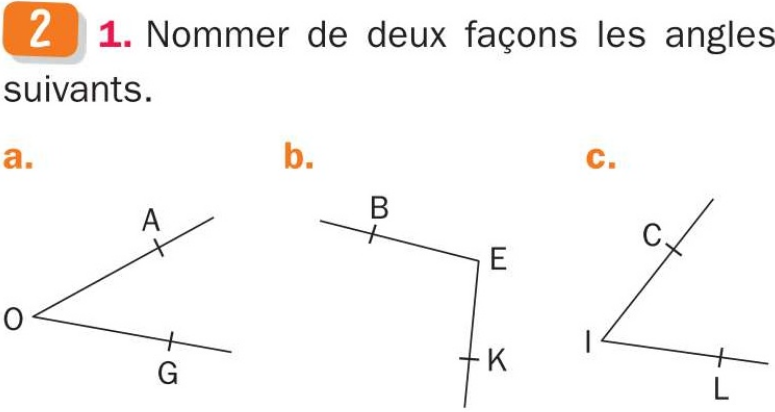 2 1. Nommer de deux façons les angles
suivants.
a. b. c.
A B C
O E
G K I L